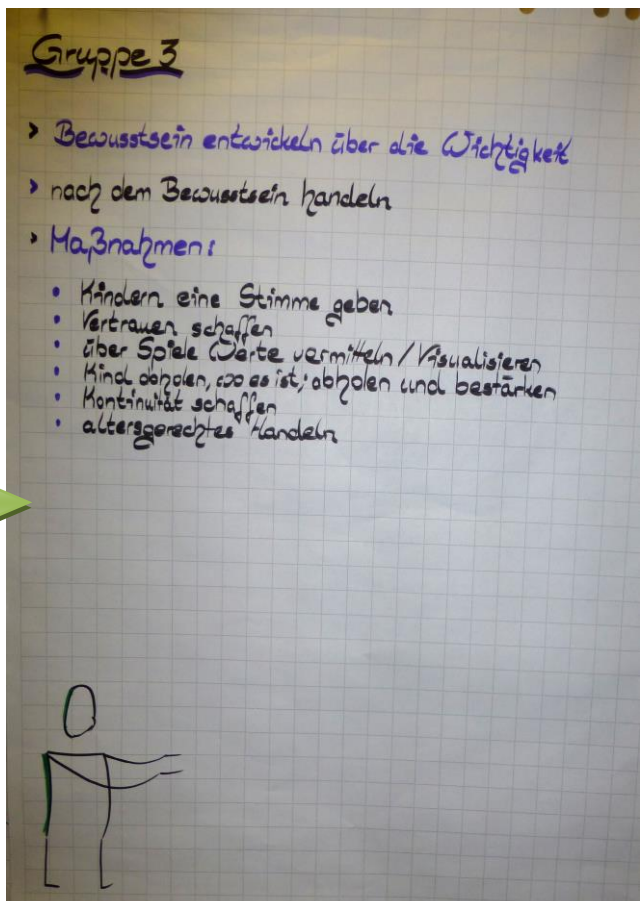 Gruppe 3
> Bewusstsein entwickeln über die Wichtigkeit
> nach dem Bewusstsein handeln
> Maßnahmen:
• Kindern eine Stimme geben
• Vertrauen schaffen
• über Spiele Werte vermitteln / Visualisieren
• Kind abholen, wo es ist; abholen und bestärken
• Kontinuität schaffen
• altersgerechtes Handeln